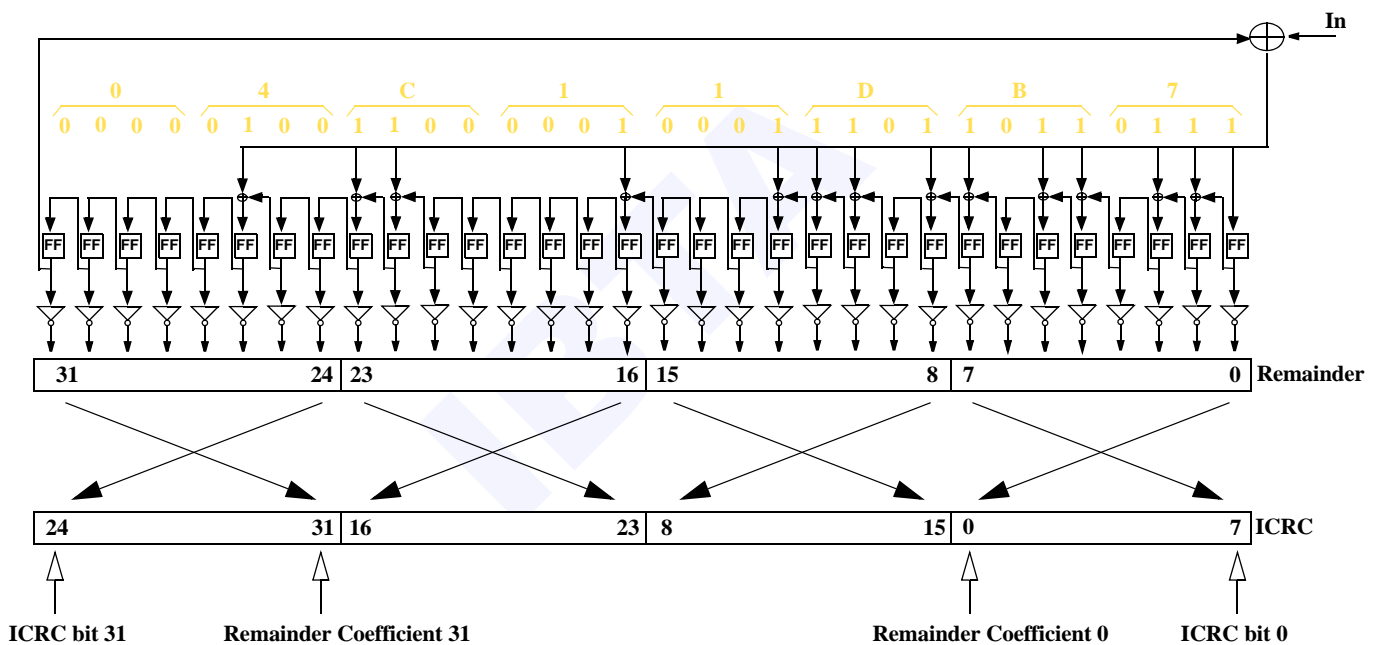 In
0 4 C 1 1 D B 7
0 0 0 0 0 1 0 0 1 1 0 0 0 0 0 1 0 0 0 1 1 1 0 1 1 0 1 1 0 1 1 1
FF FF FF FF FF FF FF FF FF FF FF FF FF FF FF FF FF FF FF FF FF FF FF FF FF FF FF FF FF FF FF FF
31 24 23 16 15 8 7 0 Remainder
24 31 16 23 8 15 0 7 ICRC
ICRC bit 31 Remainder Coefficient 31 Remainder Coefficient 0 ICRC bit 0
IBTA